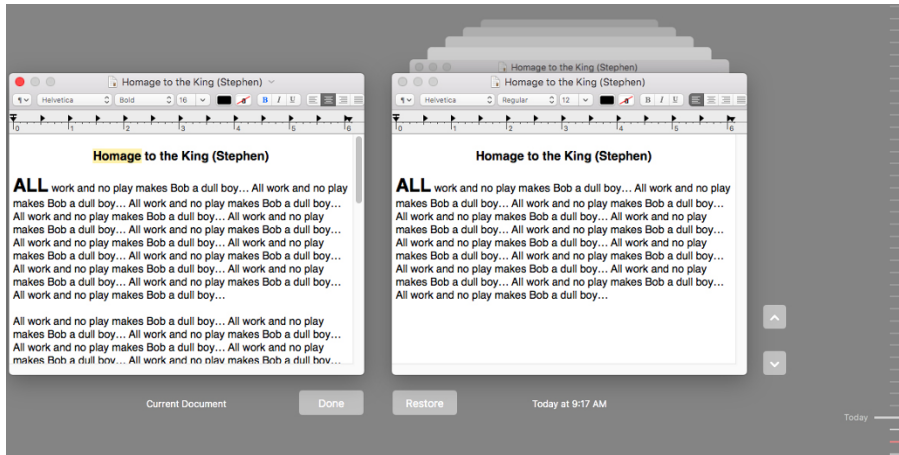 Homage to the King (Stephen)
Homage to the King (Stephen)
Homage to the King (Stephen)
¶ Helvetica Bold 16 a B I U
¶ Helvetica Regular 12 a B I U
0 1 2 3 4 5 6
0 1 2 3 4 5 6
Homage to the King (Stephen)
ALL work and no play makes Bob a dull boy… All work and no play
makes Bob a dull boy… All work and no play makes Bob a dull boy…
All work and no play makes Bob a dull boy… All work and no play
makes Bob a dull boy… All work and no play makes Bob a dull boy…
All work and no play makes Bob a dull boy… All work and no play
makes Bob a dull boy… All work and no play makes Bob a dull boy…
All work and no play makes Bob a dull boy… All work and no play
makes Bob a dull boy… All work and no play makes Bob a dull boy…
All work and no play makes Bob a dull boy…
All work and no play makes Bob a dull boy… All work and no play
makes Bob a dull boy… All work and no play makes Bob a dull boy…
All work and no play makes Bob a dull boy… All work and no play
makes Bob a dull boy… All work and no play makes Bob a dull boy…
Homage to the King (Stephen)
ALL work and no play makes Bob a dull boy… All work and no play
makes Bob a dull boy… All work and no play makes Bob a dull boy…
All work and no play makes Bob a dull boy… All work and no play
makes Bob a dull boy… All work and no play makes Bob a dull boy…
All work and no play makes Bob a dull boy… All work and no play
makes Bob a dull boy… All work and no play makes Bob a dull boy…
All work and no play makes Bob a dull boy… All work and no play
makes Bob a dull boy… All work and no play makes Bob a dull boy…
All work and no play makes Bob a dull boy…
Current Document Done Restore Today at 9:17 AM
Today